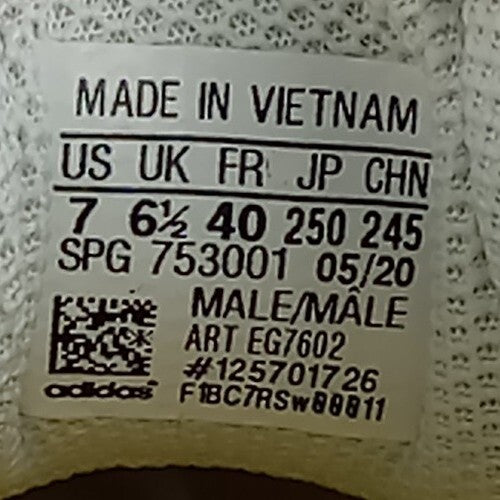 MADE IN VIETNAM
US UK FR JP CHN
7 6½ 40 250 245
SPG 753001 05/20
MALE/MÂLE
ART EG7602
#125701726
adidas F1BC7RSW00011